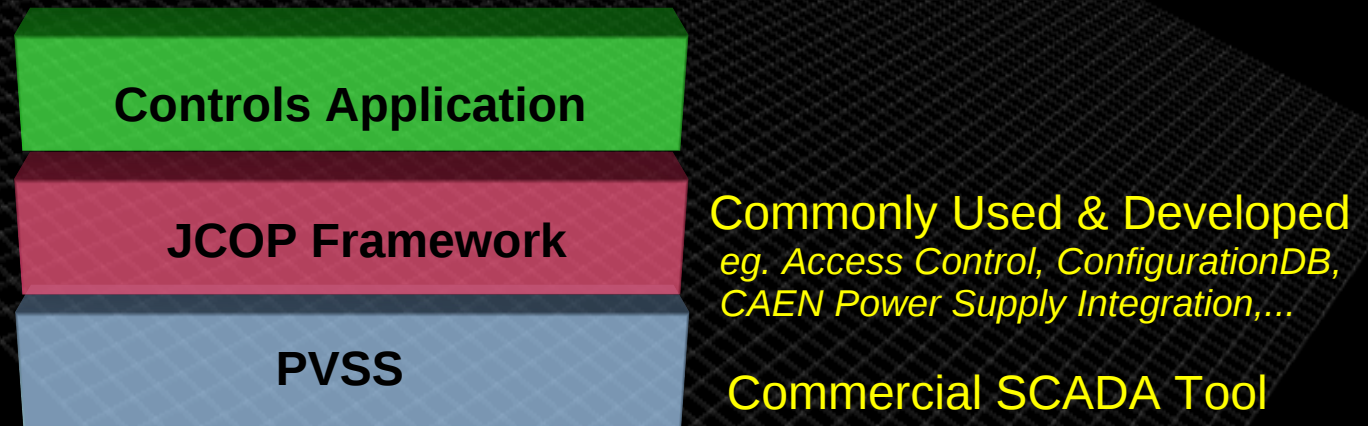 Controls Application
JCOP Framework
Commonly Used & Developed
eg. Access Control, ConfigurationDB,
CAEN Power Supply Integration,...
PVSS
Commercial SCADA Tool